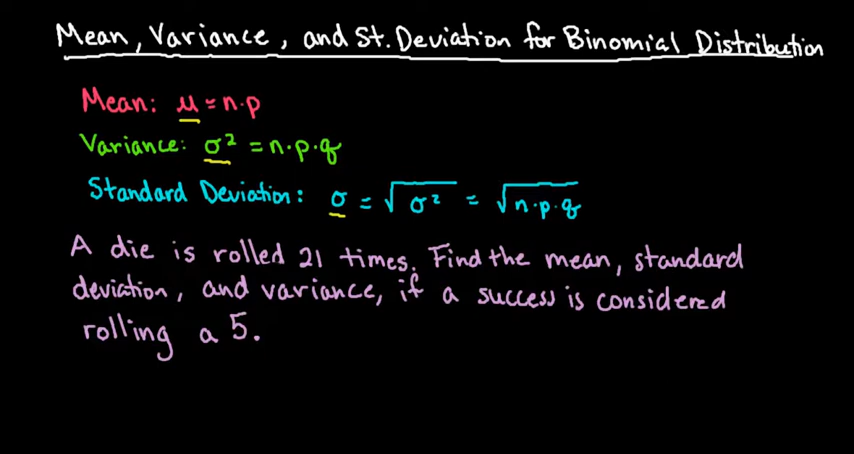 Mean, Variance, and St. Deviation for Binomial Distribution
Mean: μ = n·p
Variance: σ² = n·p·q
Standard Deviation: σ = √σ² = √n·p·q
A die is rolled 21 times. Find the mean, standard
deviation, and variance, if a success is considered
rolling a 5.